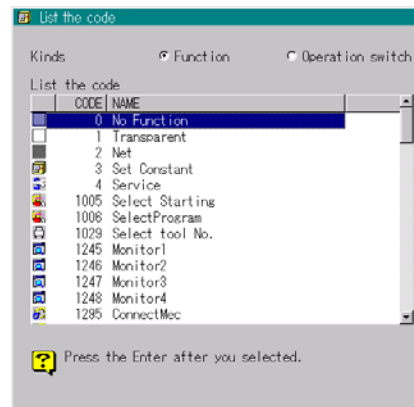 List the code
Kinds Function Operation switch
List the code
CODE NAME
0 No Function
1 Transparent
2 Net
3 Set Constant
4 Service
1005 Select Starting
1006 SelectProgram
1029 Select tool No.
1245 Monitor1
1246 Monitor2
1247 Monitor3
1248 Monitor4
1295 ConnectMec
Press the Enter after you selected.